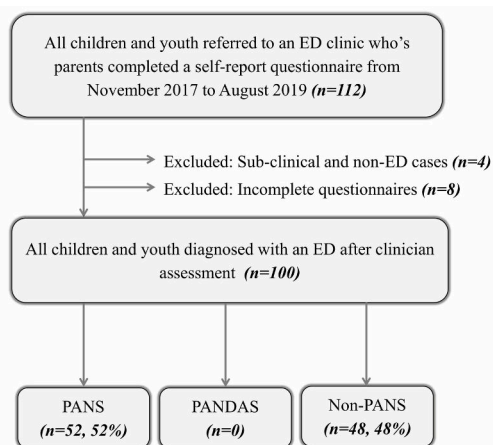 All children and youth referred to an ED clinic who's
parents completed a self-report questionnaire from
November 2017 to August 2019 (n=112)
Excluded: Sub-clinical and non-ED cases (n=4)
Excluded: Incomplete questionnaires (n=8)
All children and youth diagnosed with an ED after clinician
assessment (n=100)
PANS
(n=52, 52%)
PANDAS
(n=0)
Non-PANS
(n=48, 48%)